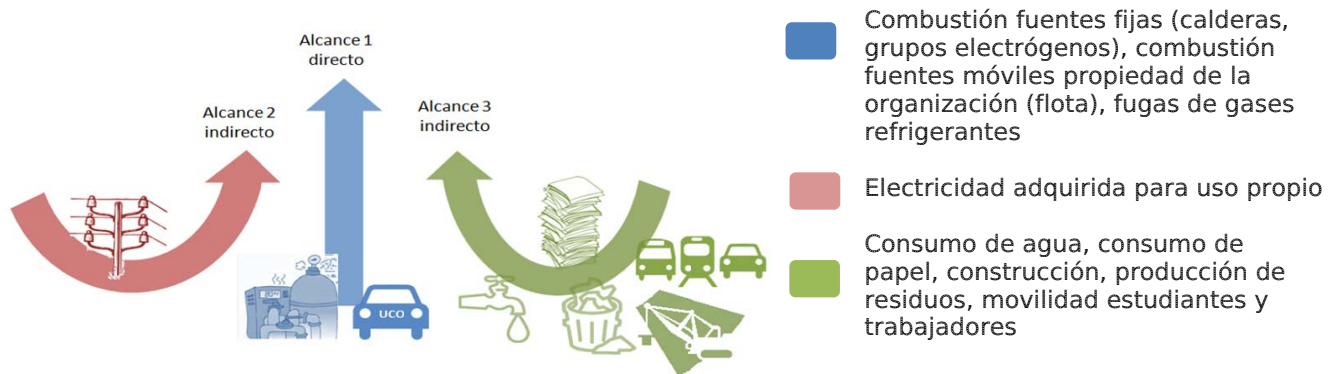 Alcance 1
directo
Alcance 2
indirecto
Alcance 3
indirecto
UCO
Combustión fuentes fijas (calderas,
grupos electrógenos), combustión
fuentes móviles propiedad de la
organización (flota), fugas de gases
refrigerantes
Electricidad adquirida para uso propio
Consumo de agua, consumo de
papel, construcción, producción de
residuos, movilidad estudiantes y
trabajadores